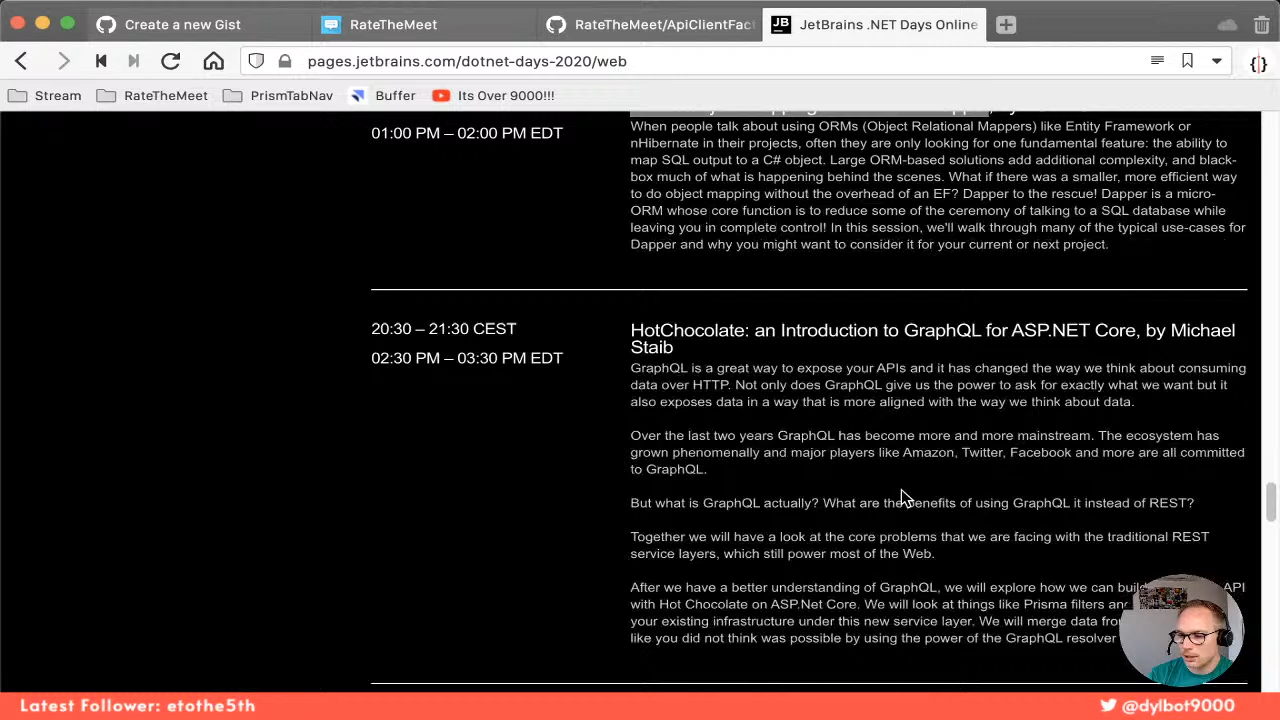 Create a new Gist
RateTheMeet
RateTheMeet/ApiClientFact
JetBrains .NET Days Online
pages.jetbrains.com/dotnet-days-2020/web
Stream
RateTheMeet
PrismTabNav
Buffer
Its Over 9000!!!
01:00 PM – 02:00 PM EDT
When people talk about using ORMs (Object Relational Mappers) like Entity Framework or
nHibernate in their projects, often they are only looking for one fundamental feature: the ability to
map SQL output to a C# object. Large ORM-based solutions add additional complexity, and black-
box much of what is happening behind the scenes. What if there was a smaller, more efficient way
to do object mapping without the overhead of an EF? Dapper to the rescue! Dapper is a micro-
ORM whose core function is to reduce some of the ceremony of talking to a SQL database while
leaving you in complete control! In this session, we'll walk through many of the typical use-cases for
Dapper and why you might want to consider it for your current or next project.
20:30 – 21:30 CEST
02:30 PM – 03:30 PM EDT
HotChocolate: an Introduction to GraphQL for ASP.NET Core, by Michael
Staib
GraphQL is a great way to expose your APIs and it has changed the way we think about consuming
data over HTTP. Not only does GraphQL give us the power to ask for exactly what we want but it
also exposes data in a way that is more aligned with the way we think about data.
Over the last two years GraphQL has become more and more mainstream. The ecosystem has
grown phenomenally and major players like Amazon, Twitter, Facebook and more are all committed
to GraphQL.
But what is GraphQL actually? What are the benefits of using GraphQL it instead of REST?
Together we will have a look at the core problems that we are facing with the traditional REST
service layers, which still power most of the Web.
After we have a better understanding of GraphQL, we will explore how we can build API
with Hot Chocolate on ASP.Net Core. We will look at things like Prisma filters and
your existing infrastructure under this new service layer. We will merge data from
like you did not think was possible by using the power of the GraphQL resolver
Latest Follower: etothe5th
@dylbot9000